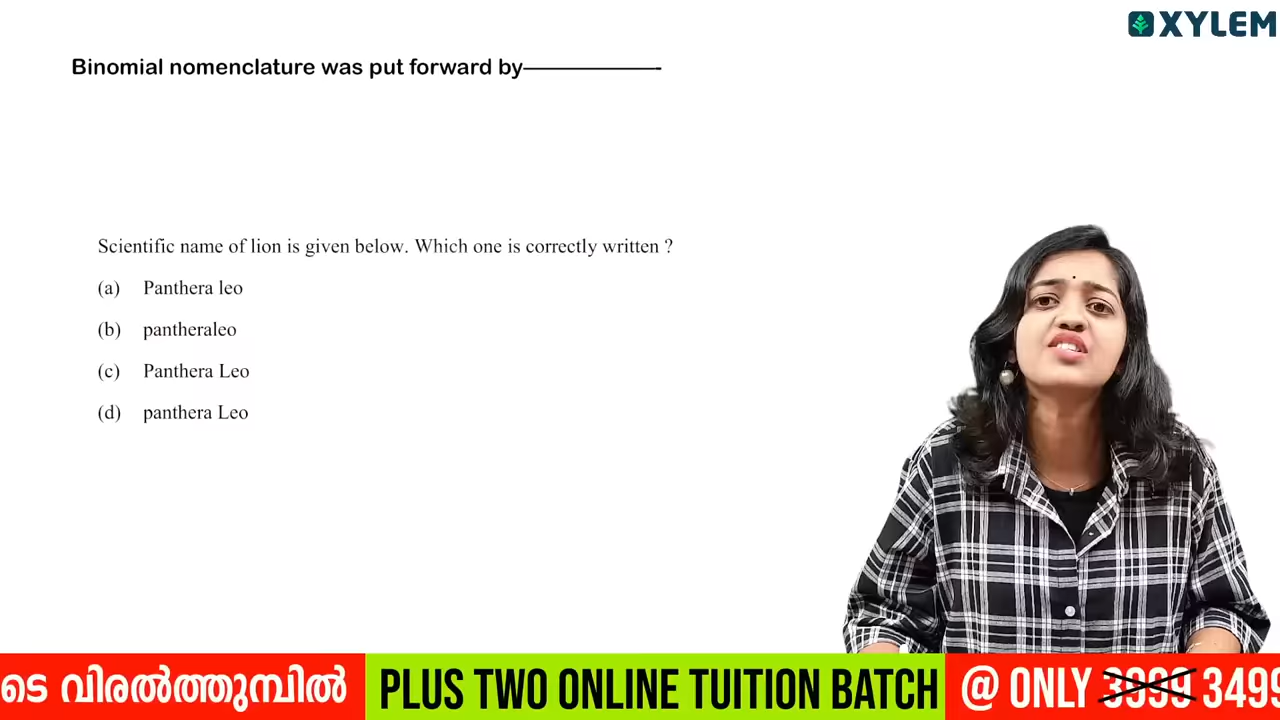 XYLEM
Binomial nomenclature was put forward by——————-
Scientific name of lion is given below. Which one is correctly written ?
(a) Panthera leo
(b) pantheraleo
(c) Panthera Leo
(d) panthera Leo
ടെ വിരൽത്തുമ്പിൽ PLUS TWO ONLINE TUITION BATCH @ ONLY 3999 3499